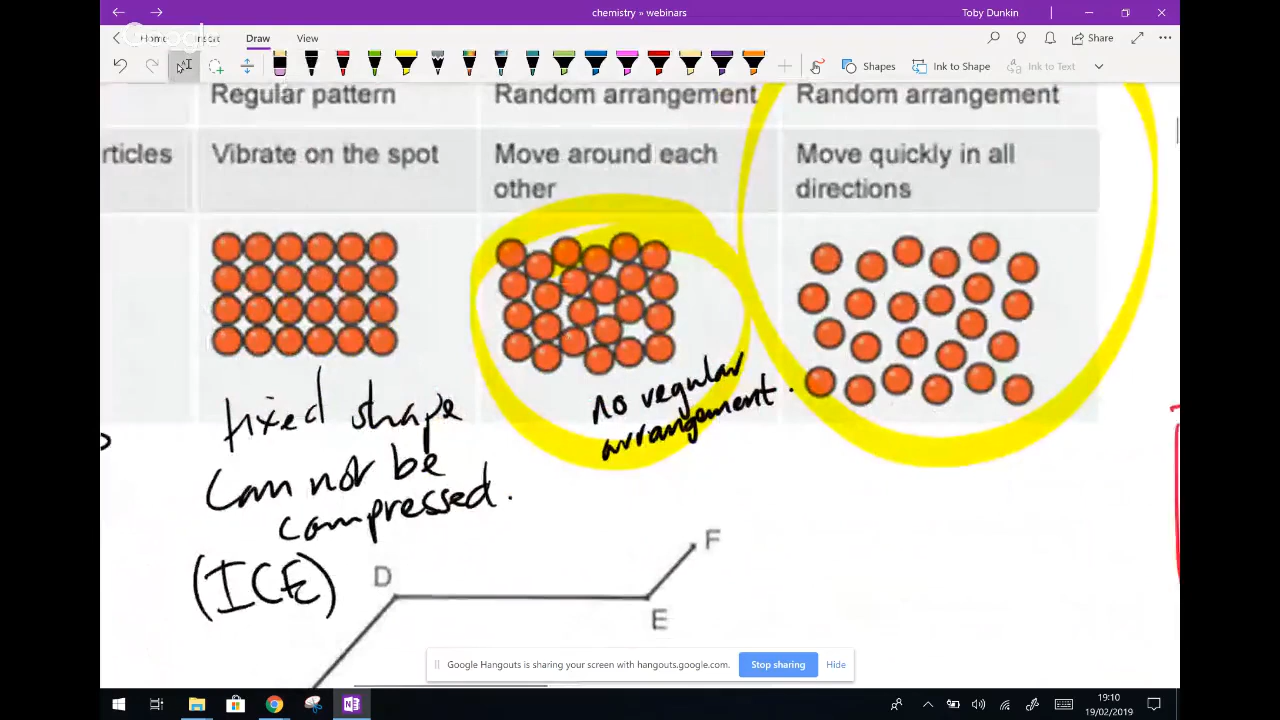 chemistry » webinars
Toby Dunkin
Google
Home
Insert
Draw
View
Share
Shapes
Ink to Shape
Ink to Text
Regular pattern
Random arrangement
Random arrangement
rticles
Vibrate on the spot
Move around each
other
Move quickly in all
directions
no regular
arrangement.
fixed shape
Can not be
compressed.
(ICE)
D
F
E
Google Hangouts is sharing your screen with hangouts.google.com.
Stop sharing
Hide
19:10
19/02/2019